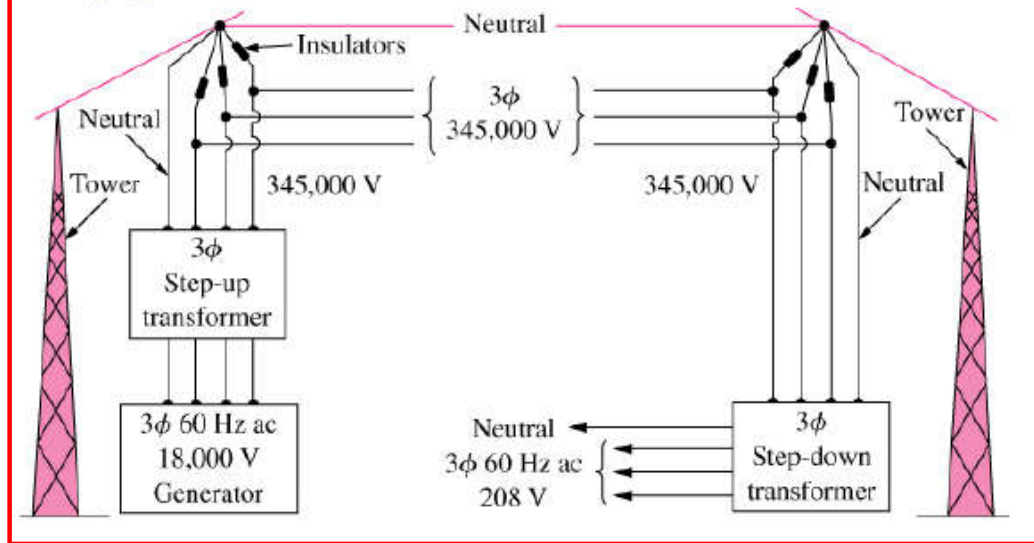 Neutral
Insulators
3ϕ
345,000 V
Neutral
Tower
345,000 V
345,000 V
Tower
Neutral
3ϕ
Step-up
transformer
3ϕ 60 Hz ac
18,000 V
Generator
Neutral
3ϕ 60 Hz ac
208 V
3ϕ
Step-down
transformer